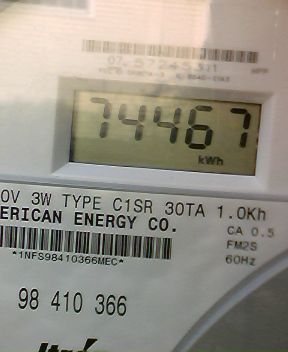 74467
kWh
0V 3W TYPE C1SR 30TA 1.0Kh
ERICAN ENERGY CO.
CA 0.5
FM2S
*1NFS98410366MEC*
60Hz
98 410 366